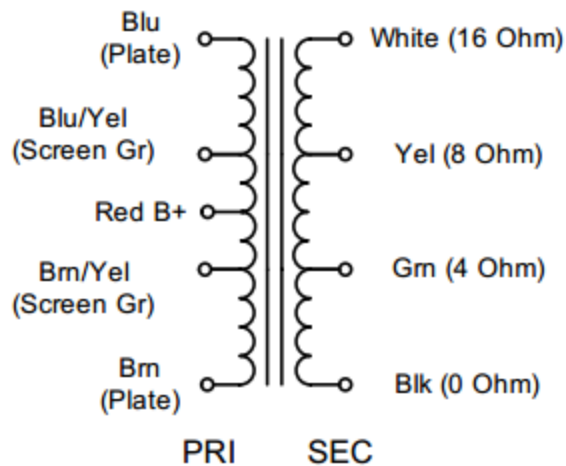 Blu
(Plate)
Blu/Yel
(Screen Gr)
Red B+
Brn/Yel
(Screen Gr)
Brn
(Plate)
White (16 Ohm)
Yel (8 Ohm)
Grn (4 Ohm)
Blk (0 Ohm)
PRI
SEC